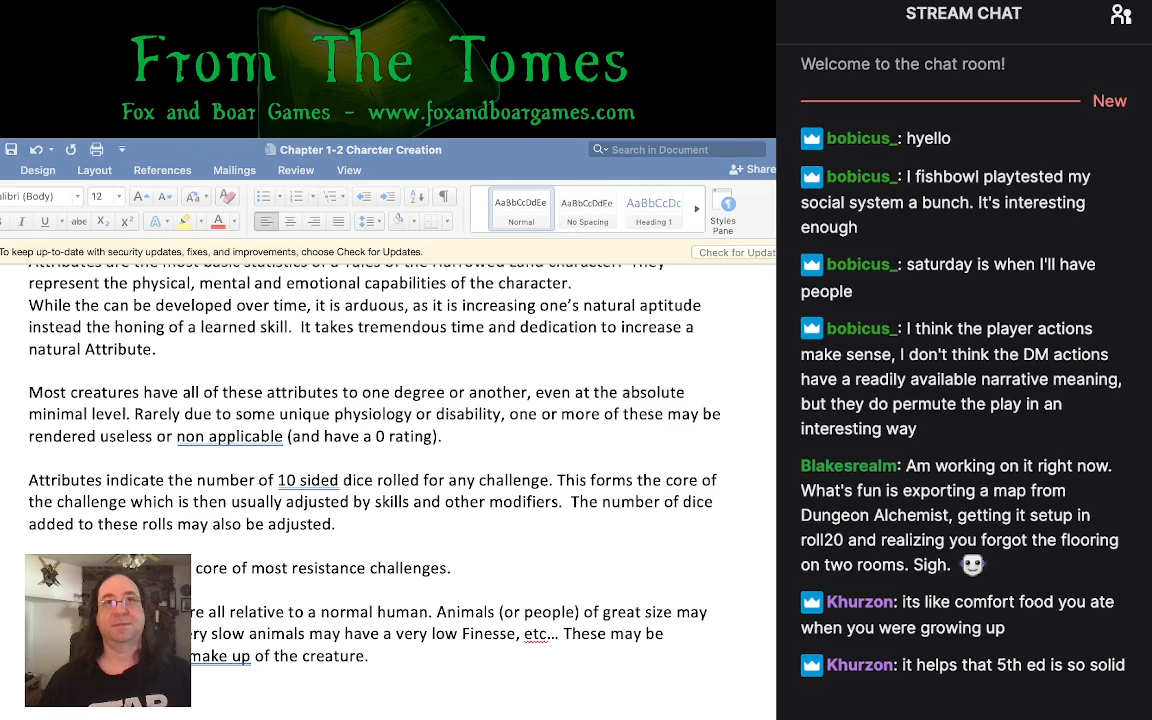 From The Tomes
Fox and Boar Games - www.foxandboargames.com
Chapter 1-2 Charcter Creation
Search in Document
Design Layout References Mailings Review View
Share
alibri (Body) 12
AaBbCcDdEe AaBbCcDdEe AaBbCcDc
Normal No Spacing Heading 1
Styles
Pane
To keep up-to-date with security updates, fixes, and improvements, choose Check for Updates.
Check for Updat
represent the physical, mental and emotional capabilities of the character.
While the can be developed over time, it is arduous, as it is increasing one’s natural aptitude
instead the honing of a learned skill. It takes tremendous time and dedication to increase a
natural Attribute.
Most creatures have all of these attributes to one degree or another, even at the absolute
minimal level. Rarely due to some unique physiology or disability, one or more of these may be
rendered useless or non applicable (and have a 0 rating).
Attributes indicate the number of 10 sided dice rolled for any challenge. This forms the core of
the challenge which is then usually adjusted by skills and other modifiers. The number of dice
added to these rolls may also be adjusted.
core of most resistance challenges.
re all relative to a normal human. Animals (or people) of great size may
ry slow animals may have a very low Finesse, etc... These may be
make up of the creature.
STREAM CHAT
Welcome to the chat room!
New
bobicus_: hyello
bobicus_: I fishbowl playtested my
social system a bunch. It's interesting
enough
bobicus_: saturday is when I'll have
people
bobicus_: I think the player actions
make sense, I don't think the DM actions
have a readily available narrative meaning,
but they do permute the play in an
interesting way
Blakesrealm: Am working on it right now.
What's fun is exporting a map from
Dungeon Alchemist, getting it setup in
roll20 and realizing you forgot the flooring
on two rooms. Sigh.
Khurzon: its like comfort food you ate
when you were growing up
Khurzon: it helps that 5th ed is so solid